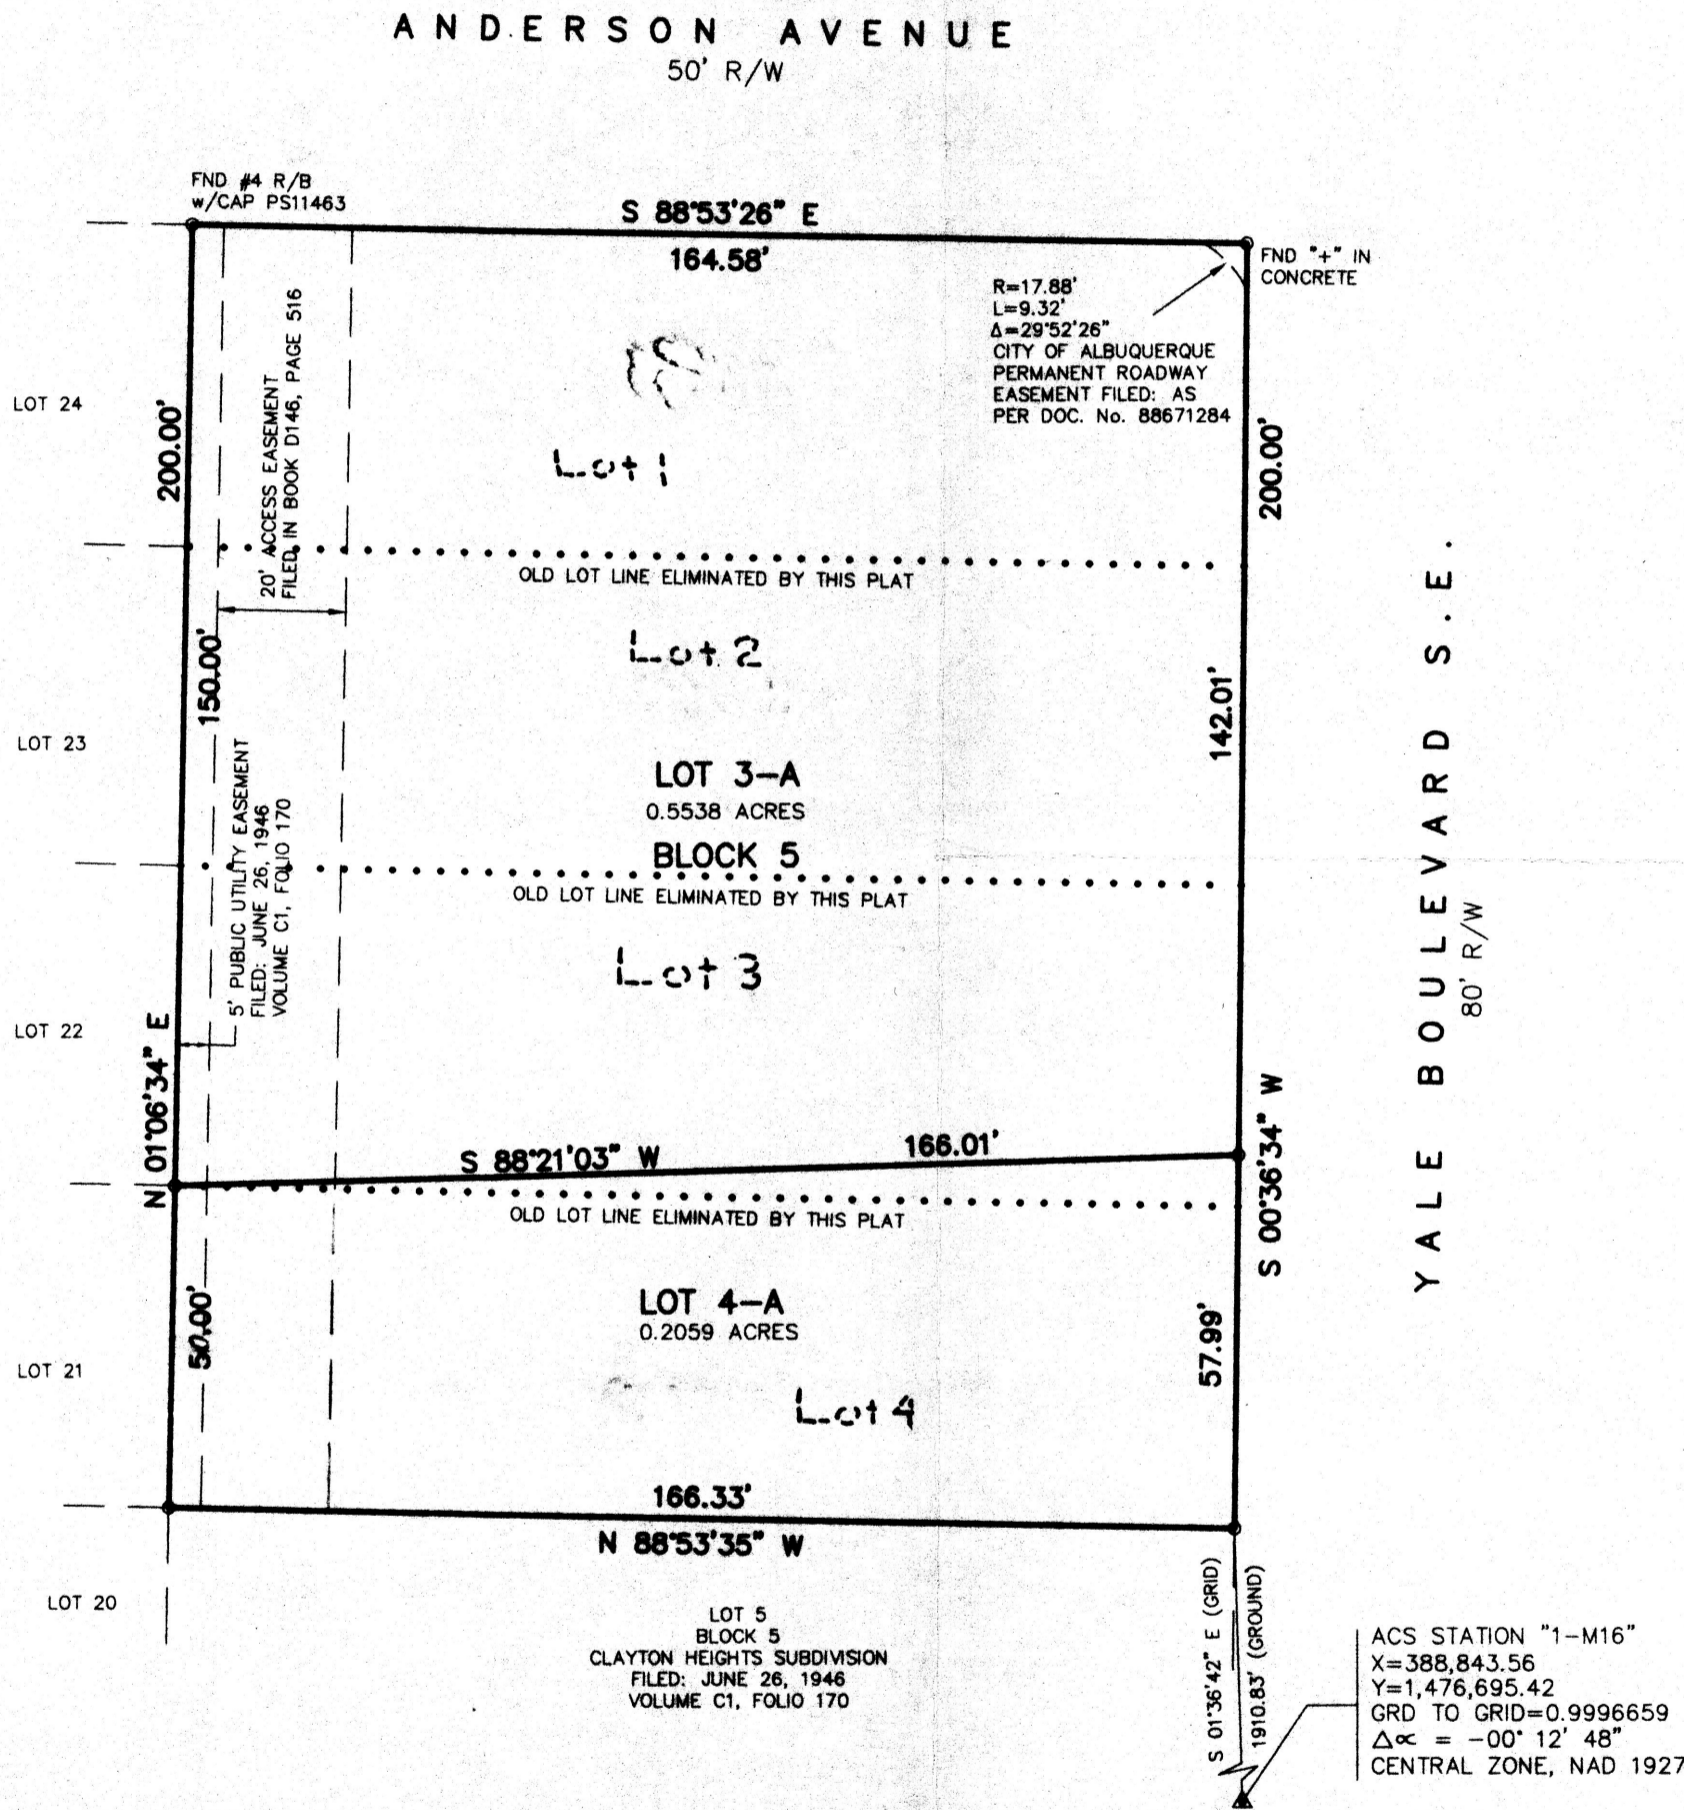 ANDERSON AVENUE
50' R/W
FND #4 R/B
w/CAP PS11463
S 88°53'26" E
164.58'
FND "+" IN
CONCRETE
R=17.88'
L=9.32'
Δ=29°52'26"
CITY OF ALBUQUERQUE
PERMANENT ROADWAY
EASEMENT FILED: AS
PER DOC. No. 88671284
LOT 24
200.00'
20' ACCESS EASEMENT
FILED IN BOOK D146, PAGE 516
Lot 1
200.00'
OLD LOT LINE ELIMINATED BY THIS PLAT
150.00'
Lot 2
142.01'
LOT 23
LOT 3-A
0.5538 ACRES
BLOCK 5
OLD LOT LINE ELIMINATED BY THIS PLAT
5' PUBLIC UTILITY EASEMENT
FILED: JUNE 26, 1946
VOLUME C1, FOLIO 170
Lot 3
YALE BOULEVARD S.E.
80' R/W
LOT 22
N 01°06'34" E
S 88°21'03" W
166.01'
S 00°36'34" W
OLD LOT LINE ELIMINATED BY THIS PLAT
50.00'
LOT 4-A
0.2059 ACRES
57.99'
LOT 21
Lot 4
166.33'
N 88°53'35" W
LOT 20
LOT 5
BLOCK 5
CLAYTON HEIGHTS SUBDIVISION
FILED: JUNE 26, 1946
VOLUME C1, FOLIO 170
S 01°36'42" E (GRID)
1910.83' (GROUND)
ACS STATION "1-M16"
X=388,843.56
Y=1,476,695.42
GRD TO GRID=0.9996659
Δ∝ = -00° 12' 48"
CENTRAL ZONE, NAD 1927